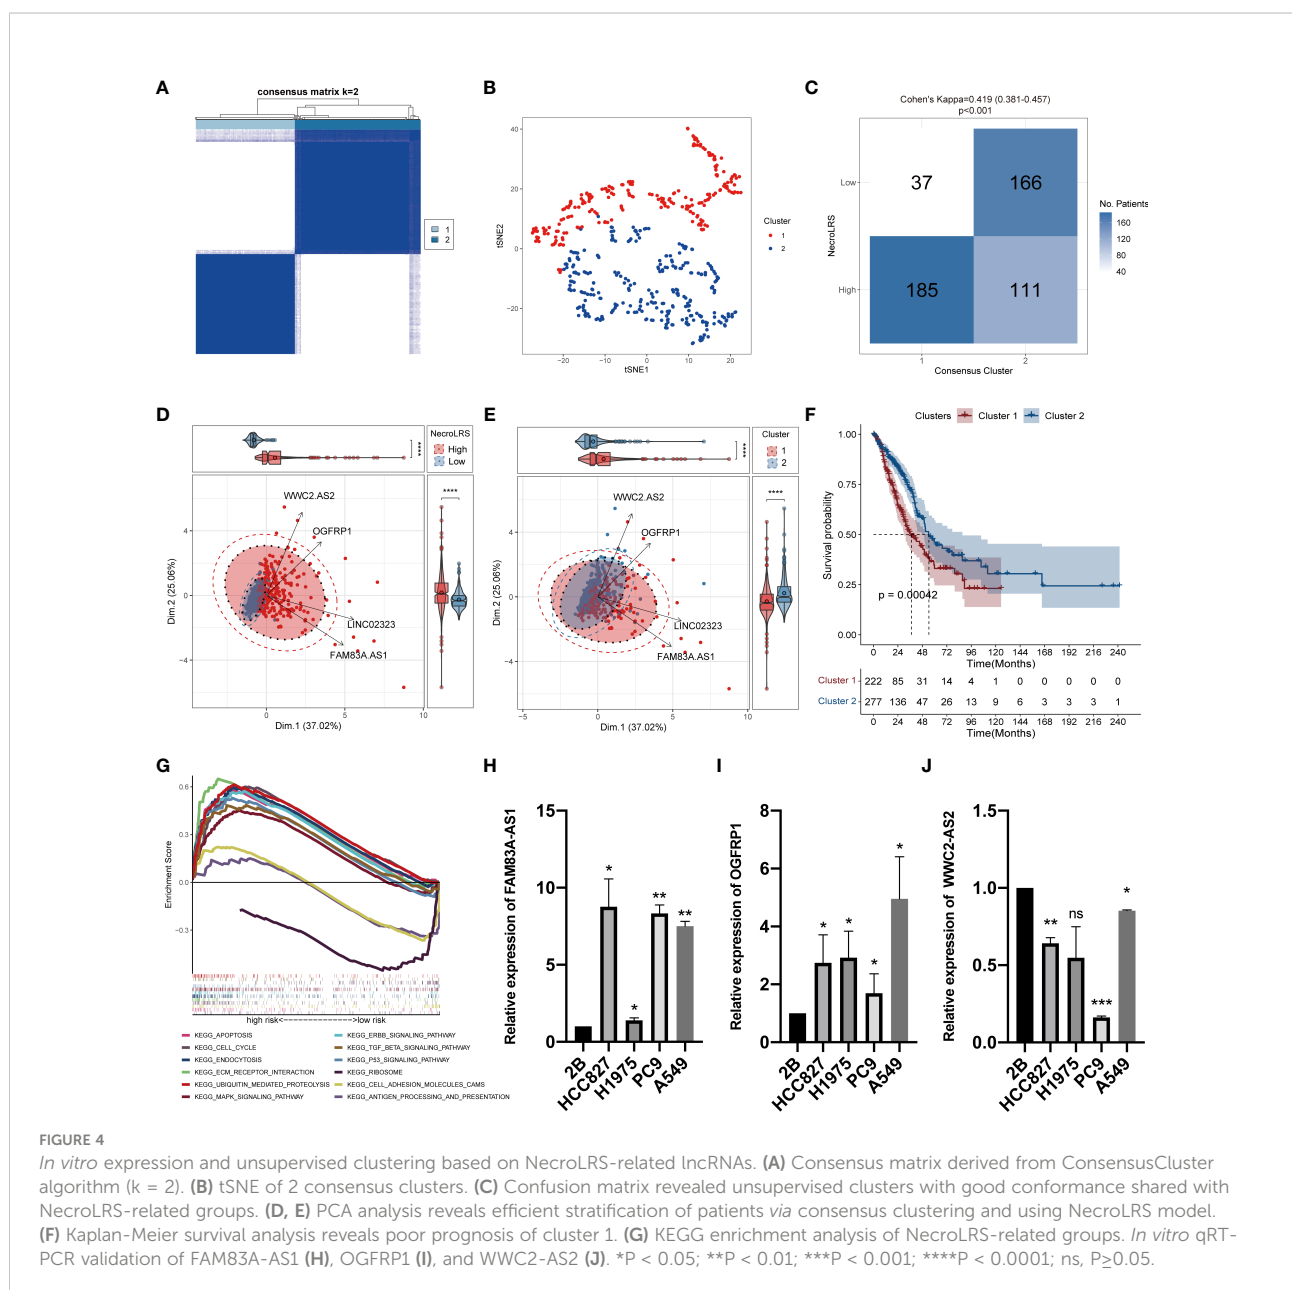 A
consensus matrix k=2
1
2
B
tSNE2
40
20
0
−20
−20
−10
0
10
20
tSNE1
Cluster
1
2
C
Cohen's Kappa=0.419 (0.381-0.457)
p<0.001
NecroLRS
Low
High
37
166
185
111
1
2
Consensus Cluster
No. Patients
160
120
80
40
D
****
NecroLRS
High
Low
****
WWC2.AS2
OGFRP1
LINC02323
FAM83A.AS1
Dim.2 (25.06%)
4
0
−4
0
5
10
Dim.1 (37.02%)
E
****
Cluster
1
2
****
WWC2.AS2
OGFRP1
LINC02323
FAM83A.AS1
Dim.2 (25.06%)
4
0
−4
−5
0
5
10
Dim.1 (37.02%)
F
Clusters Cluster 1 Cluster 2
Survival probability
1.00
0.75
0.50
0.25
0.00
p = 0.00042
0 24 48 72 96 120 144 168 192 216 240
Time(Months)
Cluster 1 222 85 31 14 4 1 0 0 0 0 0
Cluster 2 277 136 47 26 13 9 6 3 3 3 1
0 24 48 72 96 120 144 168 192 216 240
Time(Months)
G
Enrichment Score
0.6
0.3
0.0
−0.3
high risk<--------------->low risk
KEGG_APOPTOSIS
KEGG_CELL_CYCLE
KEGG_ENDOCYTOSIS
KEGG_ECM_RECEPTOR_INTERACTION
KEGG_UBIQUITIN_MEDIATED_PROTEOLYSIS
KEGG_MAPK_SIGNALING_PATHWAY
KEGG_ERBB_SIGNALING_PATHWAY
KEGG_TGF_BETA_SIGNALING_PATHWAY
KEGG_P53_SIGNALING_PATHWAY
KEGG_RIBOSOME
KEGG_CELL_ADHESION_MOLECULES_CAMS
KEGG_ANTIGEN_PROCESSING_AND_PRESENTATION
H
Relative expression of FAM83A-AS1
15
10
5
0
*
*
**
**
2B
HCC827
H1975
PC9
A549
I
Relative expression of OGFRP1
8
6
4
2
0
*
*
*
*
2B
HCC827
H1975
PC9
A549
J
Relative expression of WWC2-AS2
1.5
1.0
0.5
0.0
**
ns
***
*
2B
HCC827
H1975
PC9
A549
FIGURE 4
In vitro expression and unsupervised clustering based on NecroLRS-related lncRNAs. (A) Consensus matrix derived from ConsensusCluster
algorithm (k = 2). (B) tSNE of 2 consensus clusters. (C) Confusion matrix revealed unsupervised clusters with good conformance shared with
NecroLRS-related groups. (D, E) PCA analysis reveals efficient stratification of patients via consensus clustering and using NecroLRS model.
(F) Kaplan-Meier survival analysis reveals poor prognosis of cluster 1. (G) KEGG enrichment analysis of NecroLRS-related groups. In vitro qRT-
PCR validation of FAM83A-AS1 (H), OGFRP1 (I), and WWC2-AS2 (J). *P < 0.05; **P < 0.01; ***P < 0.001; ****P < 0.0001; ns, P≥0.05.